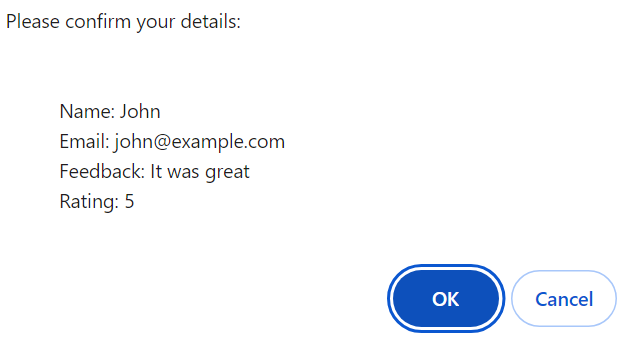 Please confirm your details:
Name: John
Email: john@example.com
Feedback: It was great
Rating: 5
OK
Cancel